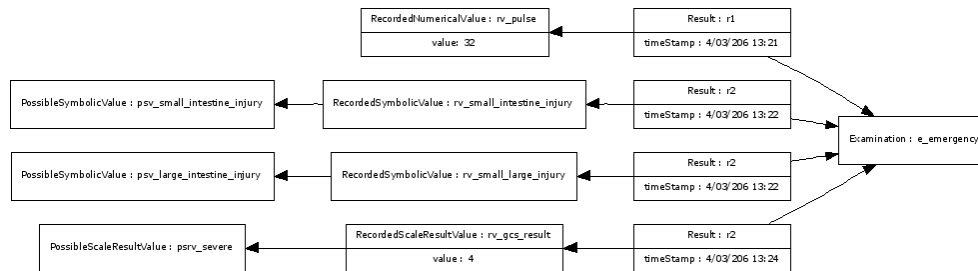 RecordedNumericalValue : rv_pulse
value: 32
Result : r1
timeStamp : 4/03/206 13:21
PossibleSymbolicValue : psv_small_intestine_injury
RecordedSymbolicValue : rv_small_intestine_injury
Result : r2
timeStamp : 4/03/206 13:22
Examination : e_emergency
PossibleSymbolicValue : psv_large_intestine_injury
RecordedSymbolicValue : rv_small_large_injury
Result : r2
timeStamp : 4/03/206 13:22
PossibleScaleResultValue : psrv_severe
RecordedScaleResultValue : rv_gcs_result
value : 4
Result : r2
timeStamp : 4/03/206 13:24